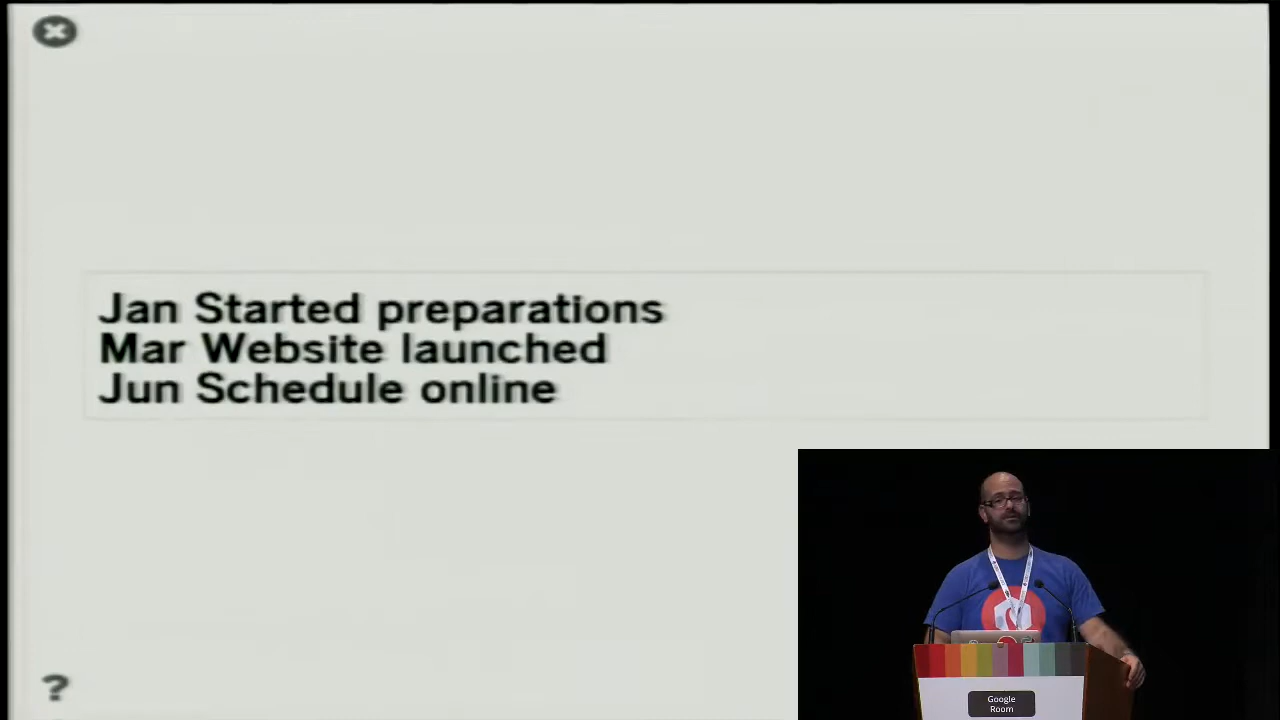 Jan Started preparations
Mar Website launched
Jun Schedule online
?
Google
Room